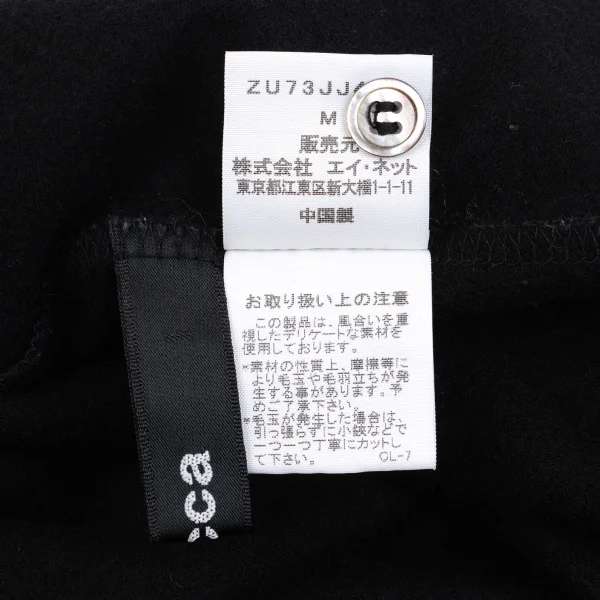 ZU73JJ
M
販売元
株式会社 エイ・ネット
東京都江東区新大橋1-1-11
中国製
お取り扱い上の注意
この製品は、風合いを重
視したデリケートな素材を
使用しております。
*素材の性質上、摩擦等に
より毛玉や毛羽立ちが発
生する事があります。予
めご了承下さい。
*毛玉が発生した場合は、
引っ張らずに小鋏などで
一つ一つ丁寧にカットし
て下さい。
CL-7
ca